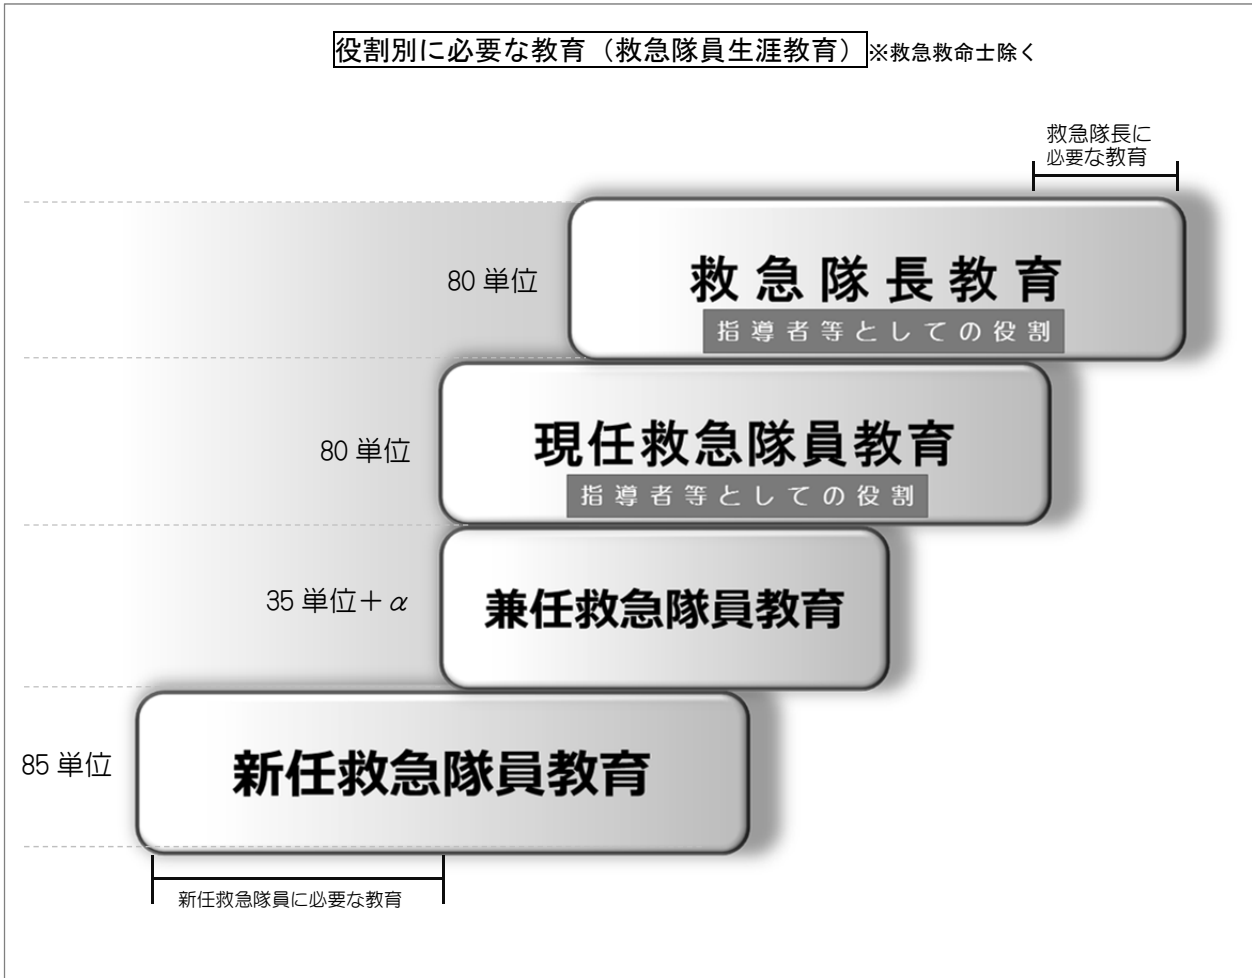 役割別に必要な教育（救急隊員生涯教育）※救急救命士除く
救急隊長に
必要な教育
80 単位
救急隊長教育
指導者等としての役割
80 単位
現任救急隊員教育
指導者等としての役割
35 単位＋α
兼任救急隊員教育
85 単位
新任救急隊員教育
新任救急隊員に必要な教育